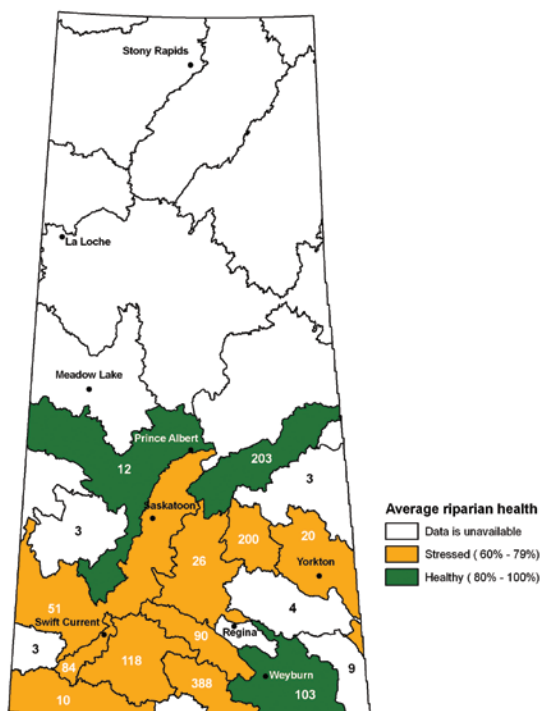 Stony Rapids
La Loche
Meadow Lake
Prince Albert
203
12
3
3
Saskatoon
200
20
26
Yorkton
51
4
Swift Current
90
Regina
3
84
118
9
Weyburn
388
103
10
Average riparian health
Data is unavailable
Stressed ( 60% - 79%)
Healthy ( 80% - 100%)